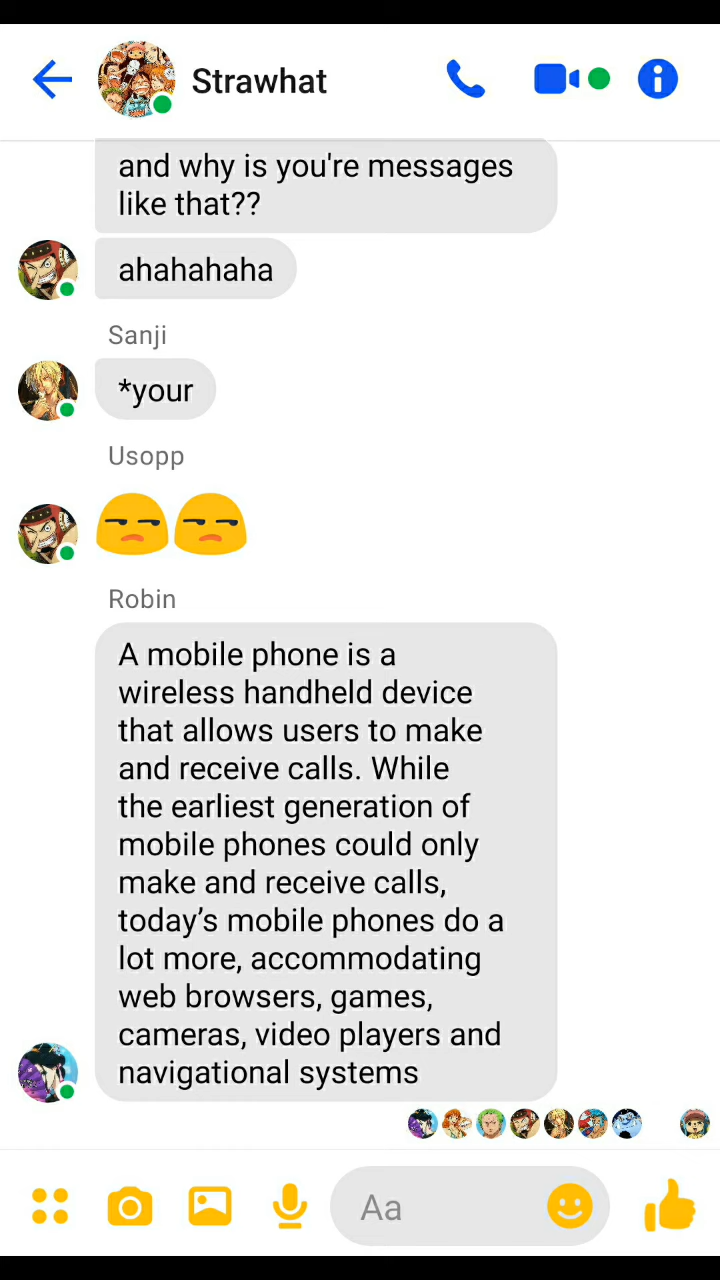 Strawhat
and why is you're messages
like that??
ahahahaha
Sanji
*your
Usopp
Robin
A mobile phone is a
wireless handheld device
that allows users to make
and receive calls. While
the earliest generation of
mobile phones could only
make and receive calls,
today’s mobile phones do a
lot more, accommodating
web browsers, games,
cameras, video players and
navigational systems
Aa